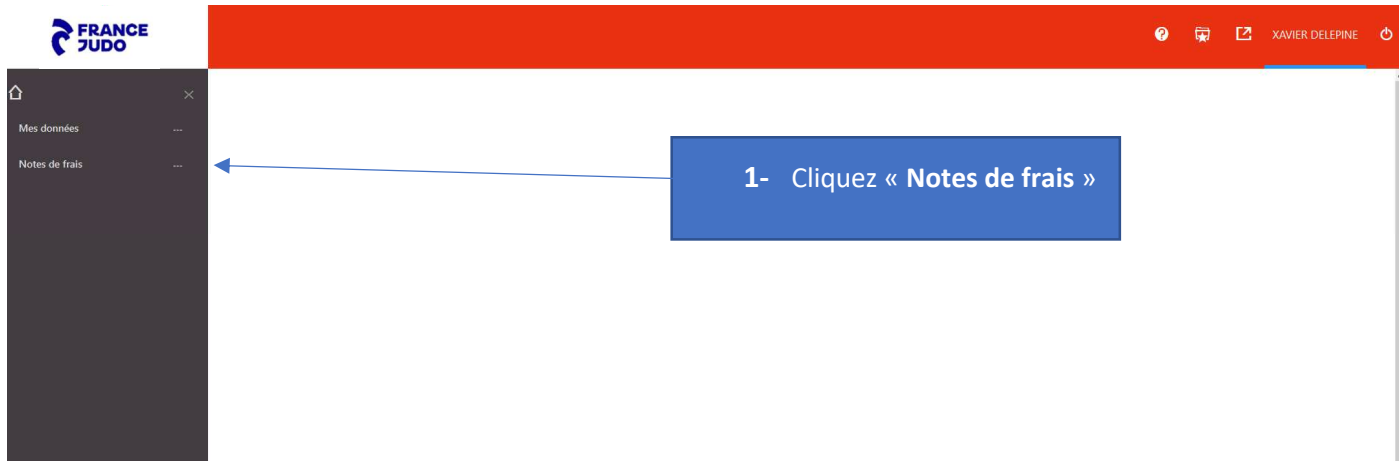 FRANCE
JUDO
XAVIER DELEPINE
Mes données ...
Notes de frais ...
1- Cliquez « Notes de frais »